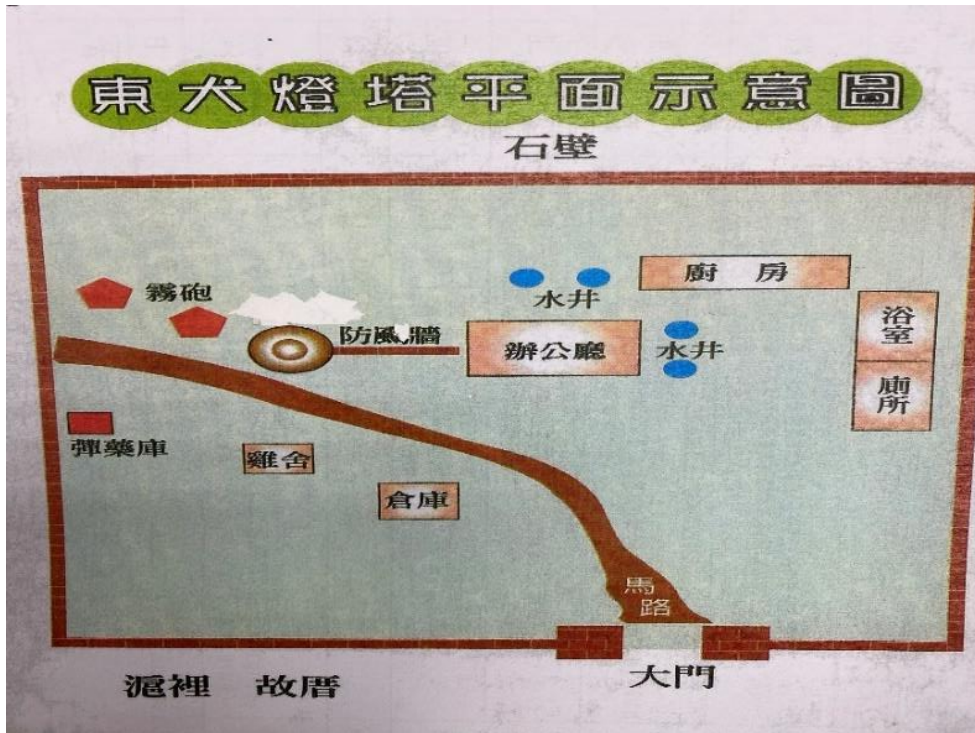 東犬燈塔平面示意圖
石壁
廚房
霧砲
水井
浴室
防風牆
辦公廳
水井
廁所
彈藥庫
雞舍
倉庫
馬路
大門
滬裡 故厝